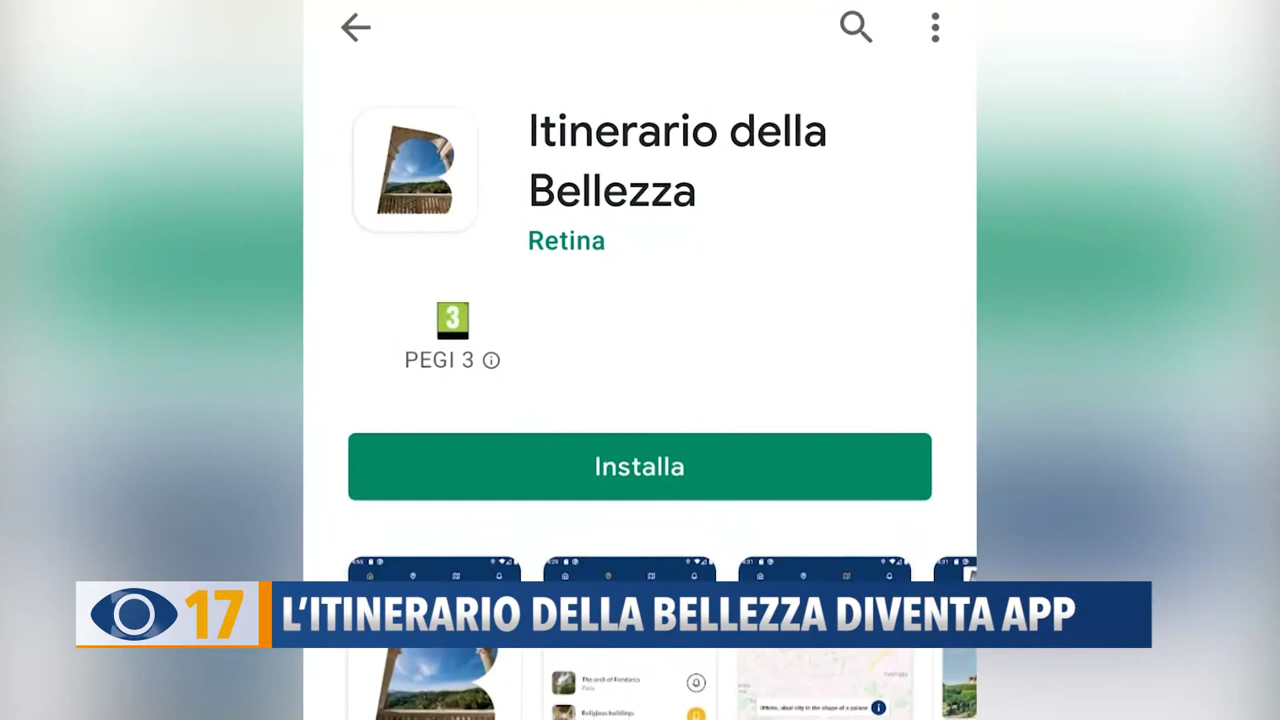 Itinerario della
Bellezza
Retina
3
PEGI 3
Installa
17
L'ITINERARIO DELLA BELLEZZA DIVENTA APP
The arch of Fondarca
Religious buildings
Urbino, ideal city in the shape of a palace